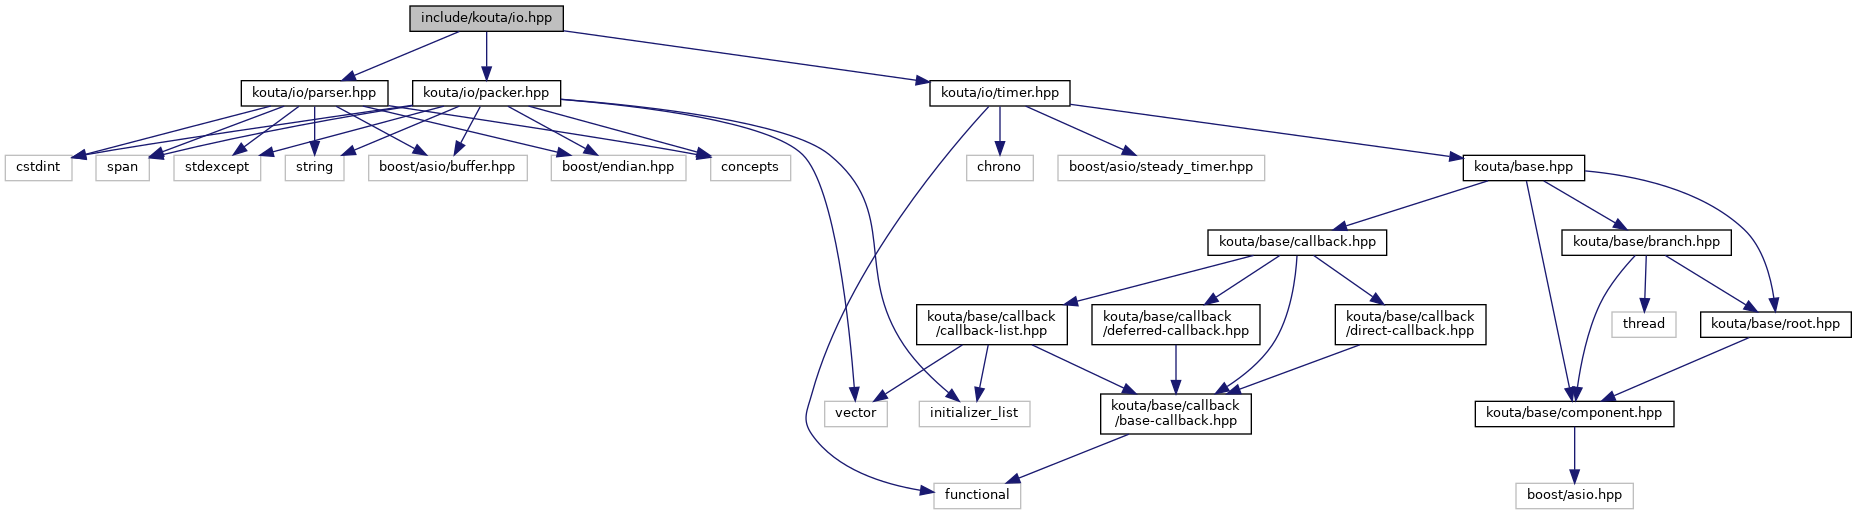 include/kouta/io.hpp
kouta/io/parser.hpp
kouta/io/packer.hpp
kouta/io/timer.hpp
cstdint
span
stdexcept
string
boost/asio/buffer.hpp
boost/endian.hpp
concepts
chrono
boost/asio/steady_timer.hpp
kouta/base.hpp
kouta/base/callback.hpp
kouta/base/branch.hpp
kouta/base/callback
/callback-list.hpp
kouta/base/callback
/deferred-callback.hpp
kouta/base/callback
/direct-callback.hpp
thread
kouta/base/root.hpp
vector
initializer_list
kouta/base/callback
/base-callback.hpp
kouta/base/component.hpp
functional
boost/asio.hpp